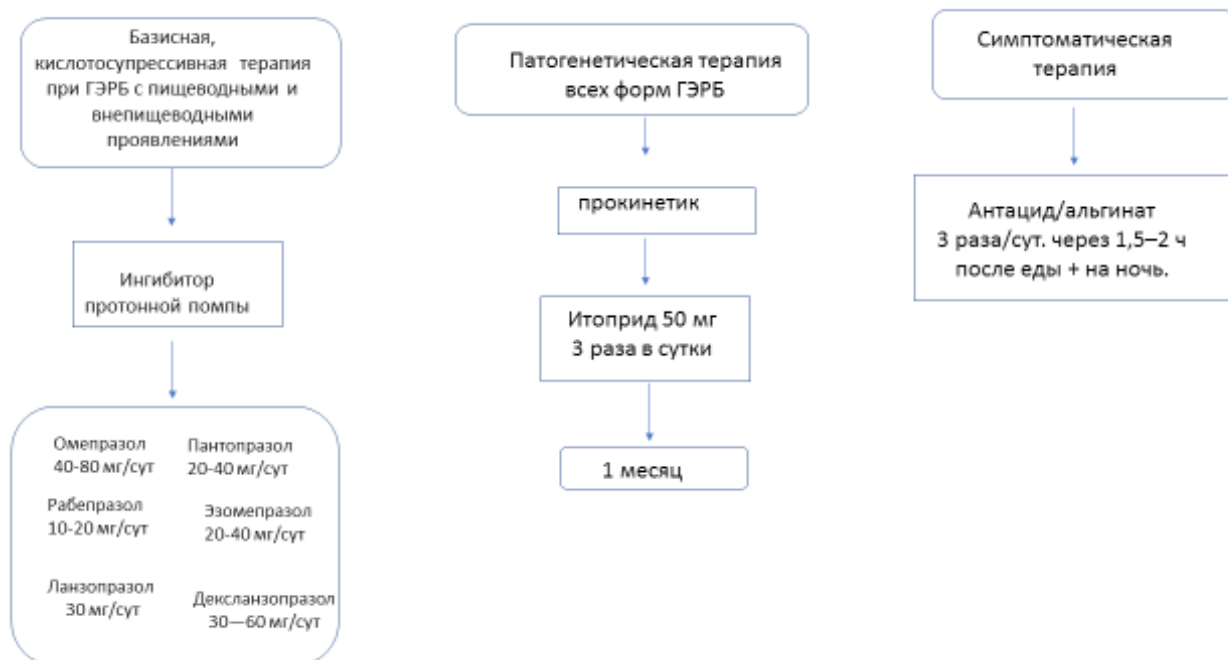 Базисная,
кислотосупрессивная терапия
при ГЭРБ с пищеводными и
внепищеводными
проявлениями
Ингибитор
протонной помпы
Омепразол
40-80 мг/сут
Пантопразол
20-40 мг/сут
Рабепразол
10-20 мг/сут
Эзомепразол
20-40 мг/сут
Ланзопразол
30 мг/сут
Декслансопразол
30—60 мг/сут
Патогенетическая терапия
всех форм ГЭРБ
прокинетик
Итоприд 50 мг
3 раза в сутки
1 месяц
Симптоматическая
терапия
Антацид/альгинат
3 раза/сут. через 1,5–2 ч
после еды + на ночь.